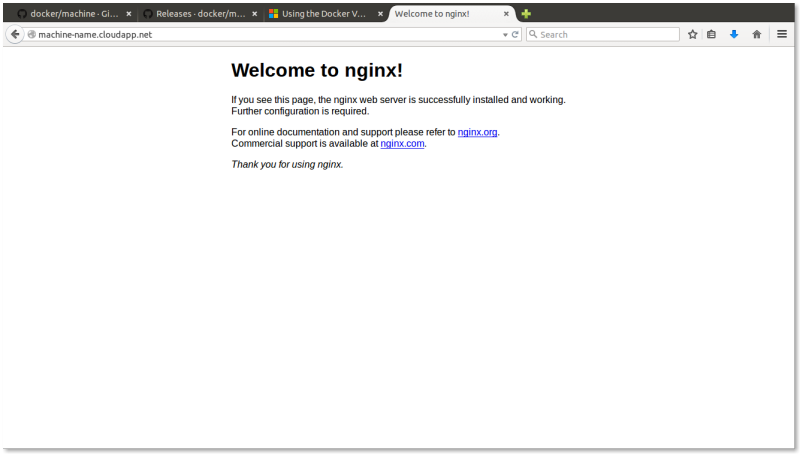 docker/machine - Gi...
Releases · docker/m...
Using the Docker V...
Welcome to nginx!
machine-name.cloudapp.net
Search
Welcome to nginx!
If you see this page, the nginx web server is successfully installed and working.
Further configuration is required.
For online documentation and support please refer to nginx.org.
Commercial support is available at nginx.com.
Thank you for using nginx.